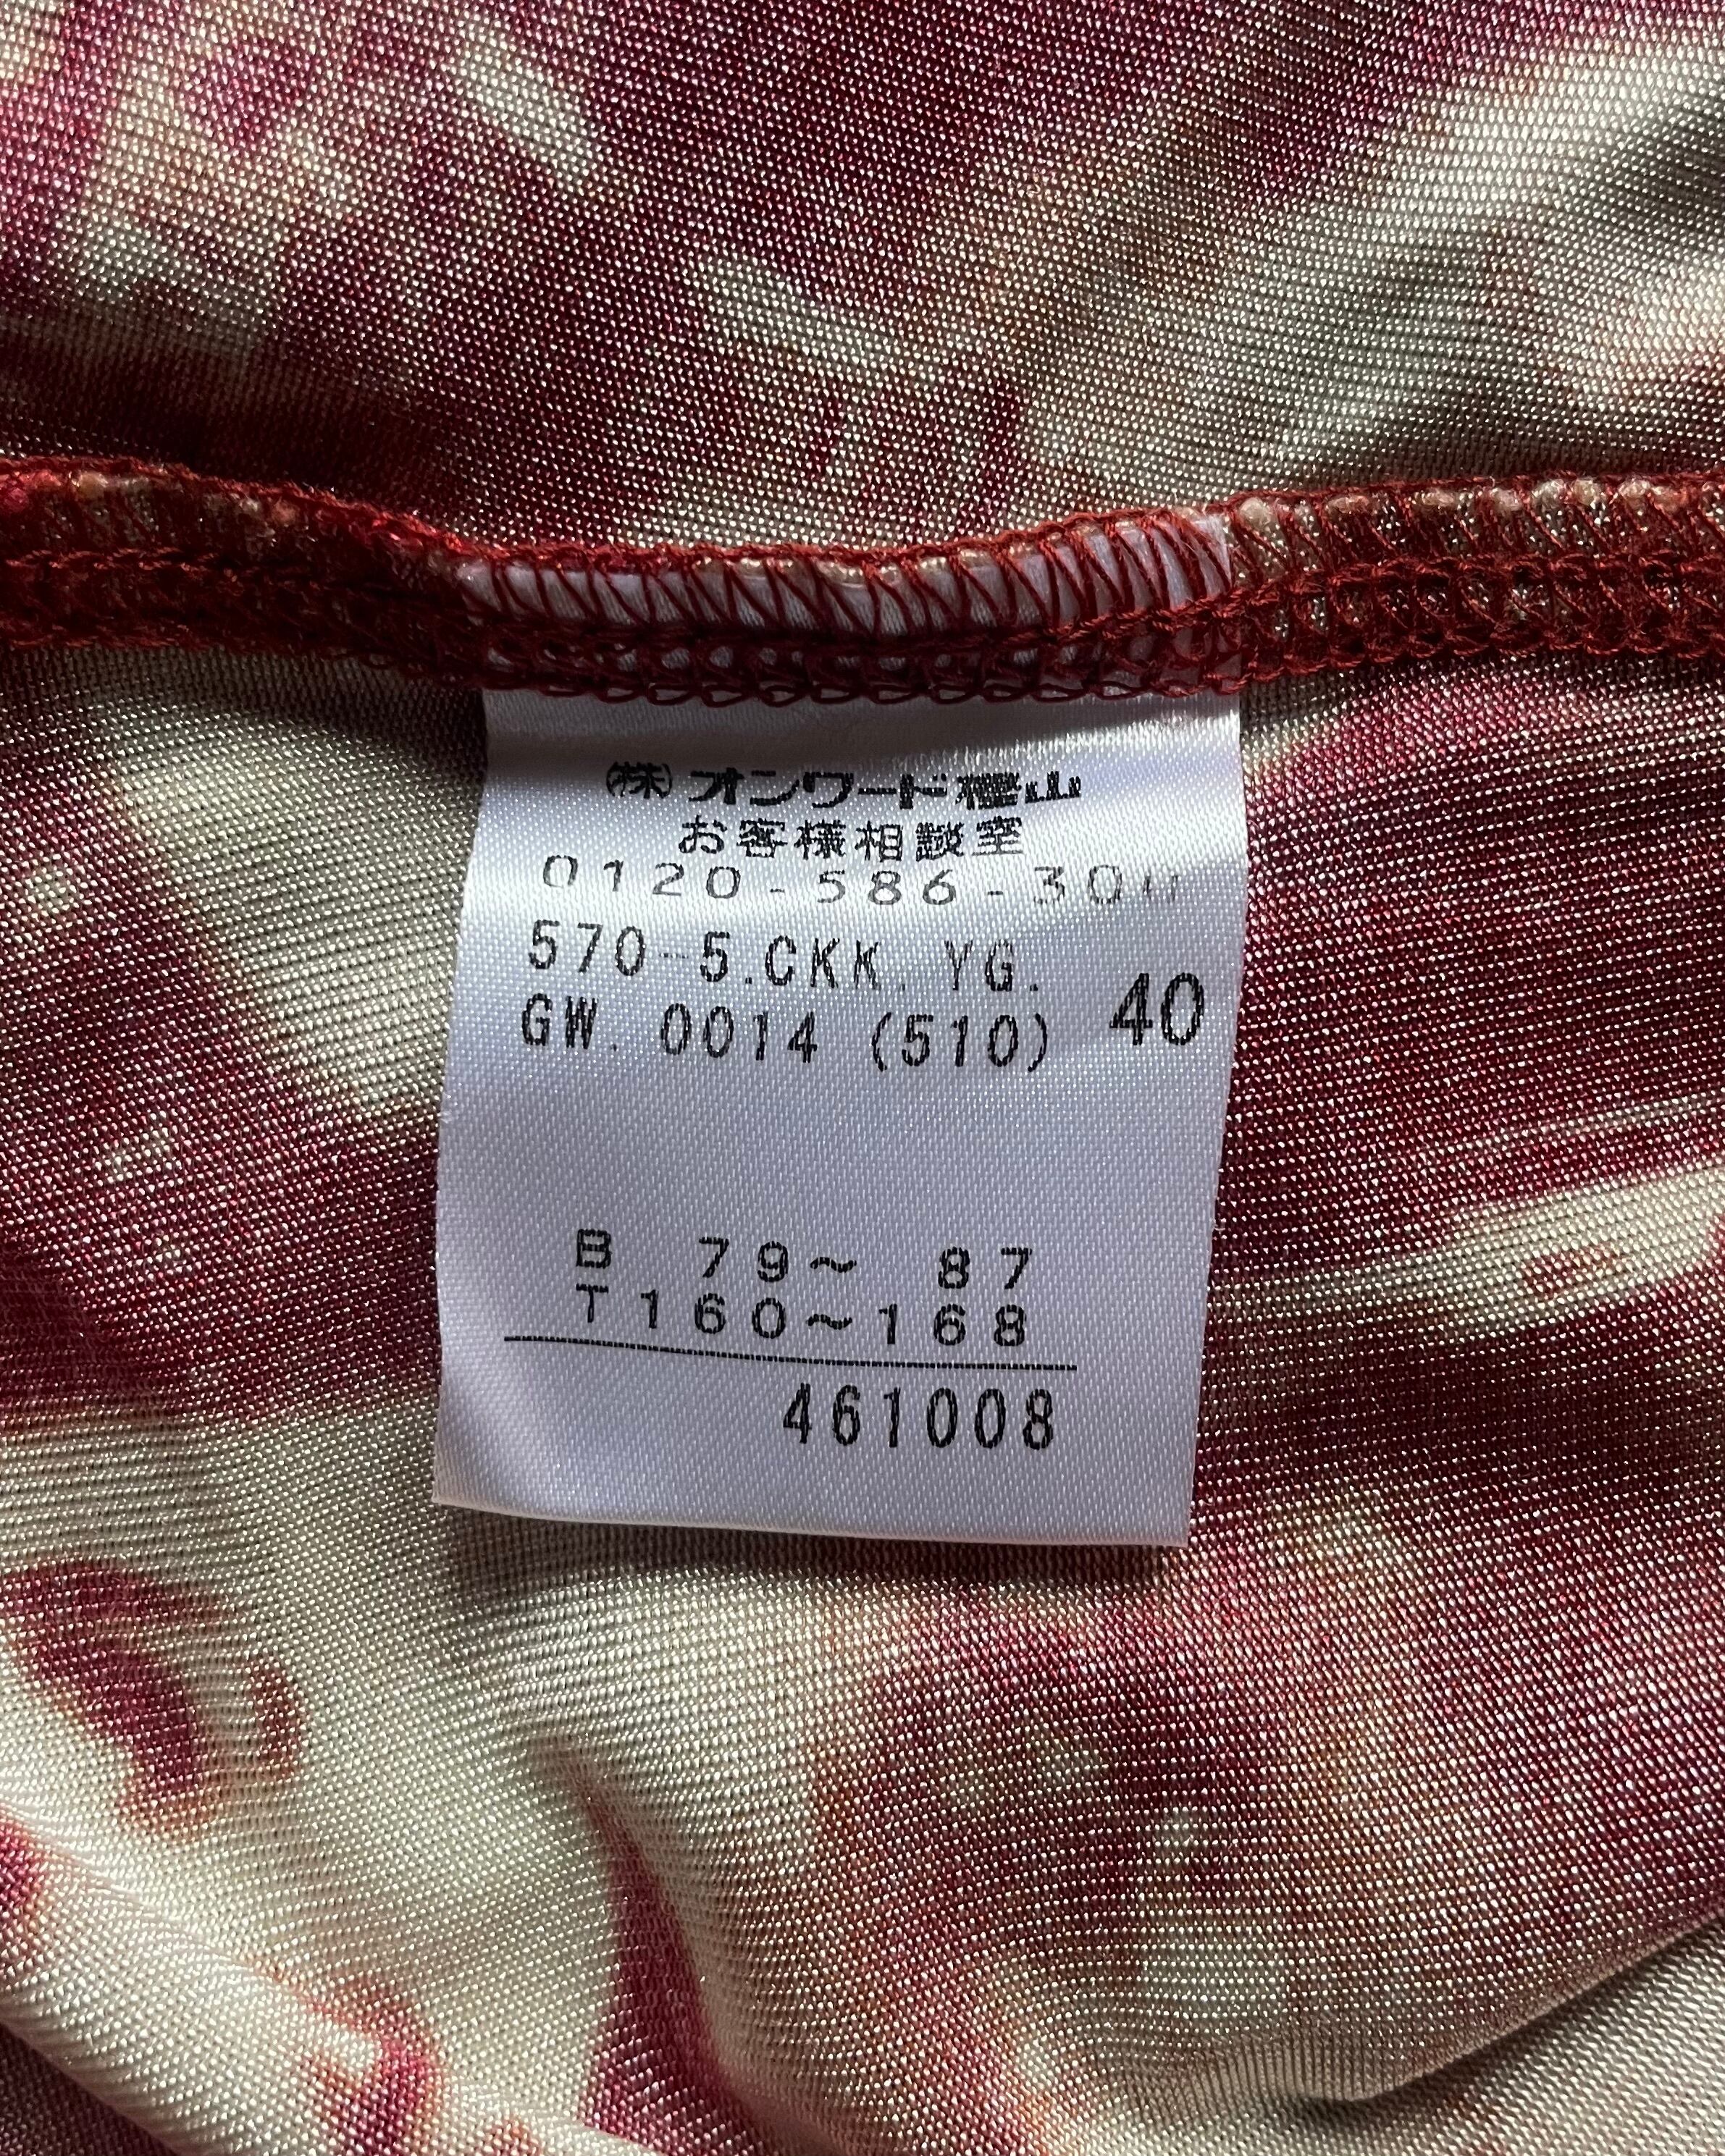 ㈱オンワード樫山
お客様相談室
0120-586-300
570-5.CKK.YG.
GW.0014 (510) 40
B 79~ 87
T160~168
461008